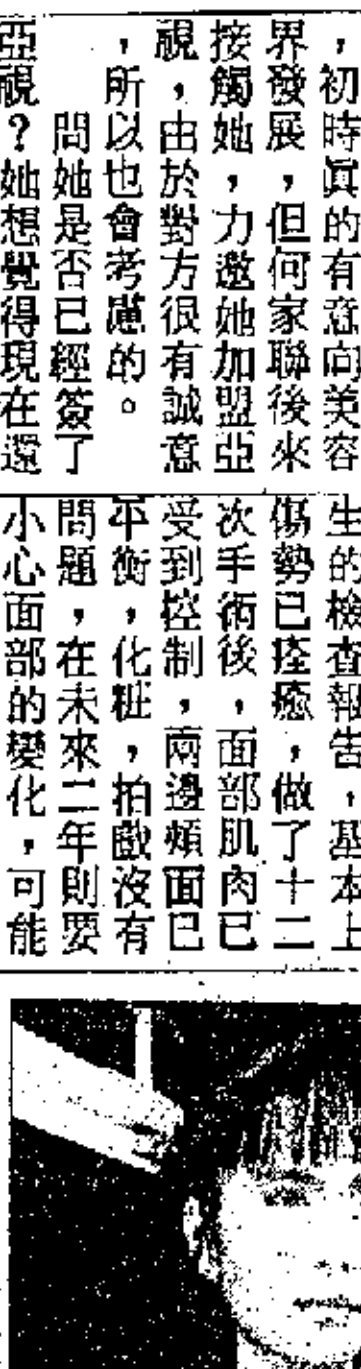 ，初時眞的有意向美容
界發展，但何家聯後來
接觸她，力邀她加盟亞
視，由於對方很有誠意
，所以也會考慮的。
問她是否已經簽了
亞視？她想覺得現在還
生的檢查報告，基本上
傷勢已痊癒，做了十二
次手術後，面部肌肉已
受到控制，兩邊頰面已
平衡，化粧，拍戲沒有
問題，在未來二年則要
小心面部的變化，可能